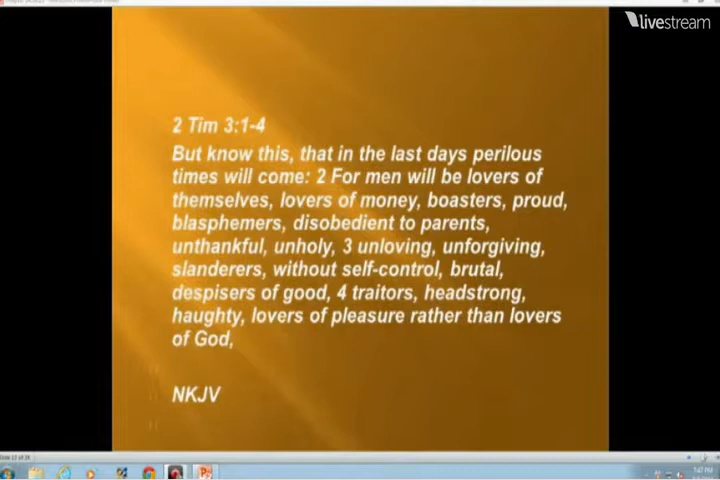 livestream
2 Tim 3:1-4
But know this, that in the last days perilous
times will come: 2 For men will be lovers of
themselves, lovers of money, boasters, proud,
blasphemers, disobedient to parents,
unthankful, unholy, 3 unloving, unforgiving,
slanderers, without self-control, brutal,
despisers of good, 4 traitors, headstrong,
haughty, lovers of pleasure rather than lovers
of God,
NKJV
7:47 PM